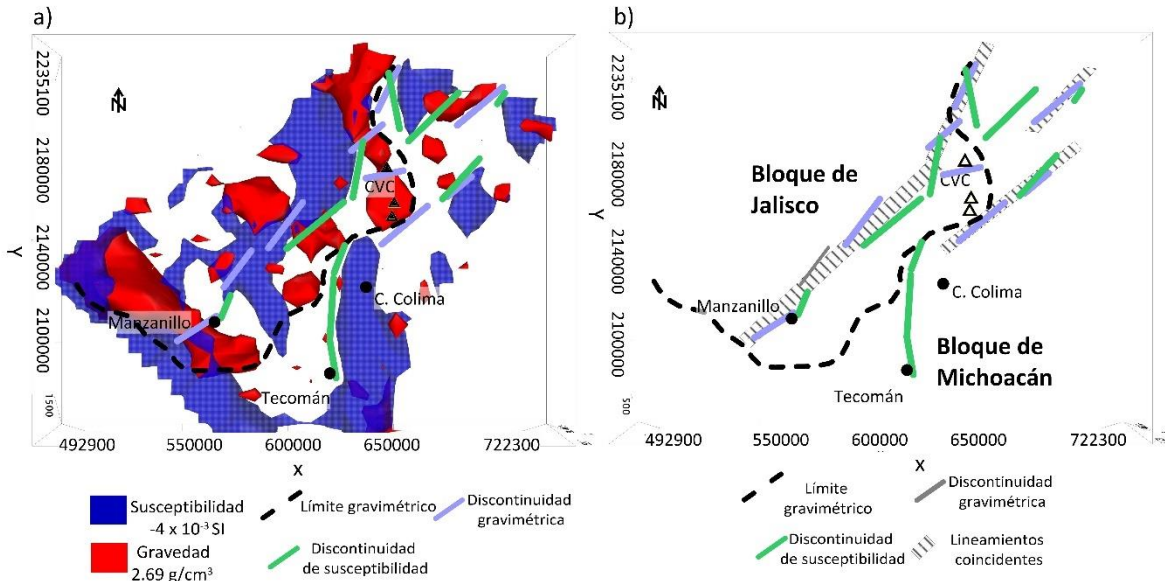 a)
N
2235100
2180000
2140000
2100000
Y
1500
CVC
C. Colima
Manzanillo
Tecomán
492900
550000
600000
650000
722300
X
Susceptibilidad
-4 x 10⁻³ SI
Gravedad
2.69 g/cm³
Límite gravimétrico
Discontinuidad
gravimétrica
Discontinuidad
de susceptibilidad
b)
N
2235100
2180000
2140000
2100000
Y
500
Bloque de
Jalisco
CVC
C. Colima
Manzanillo
Bloque de
Michoacán
Tecomán
492900
550000
600000
650000
722300
X
Límite
gravimétrico
Discontinuidad
gravimétrica
Discontinuidad
de susceptibilidad
Lineamientos
coincidentes